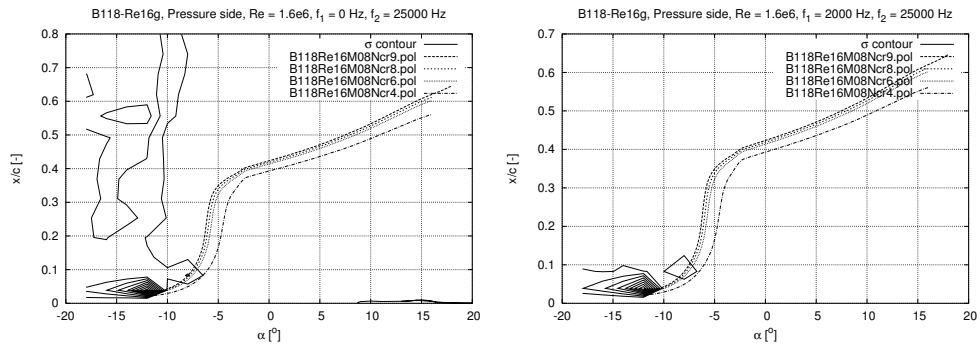 B118-Re16g, Pressure side, Re = 1.6e6, f1 = 0 Hz, f2 = 25000 Hz
σ contour
B118Re16M08Ncr9.pol
B118Re16M08Ncr8.pol
B118Re16M08Ncr6.pol
B118Re16M08Ncr4.pol
0.8
0.7
0.6
0.5
0.4
0.3
0.2
0.1
0
x/c [-]
-20 -15 -10 -5 0 5 10 15 20
α [o]
B118-Re16g, Pressure side, Re = 1.6e6, f1 = 2000 Hz, f2 = 25000 Hz
σ contour
B118Re16M08Ncr9.pol
B118Re16M08Ncr8.pol
B118Re16M08Ncr6.pol
B118Re16M08Ncr4.pol
0.7
0.6
0.5
0.4
0.3
0.2
0.1
0
x/c [-]
-20 -15 -10 -5 0 5 10 15 20
α [o]